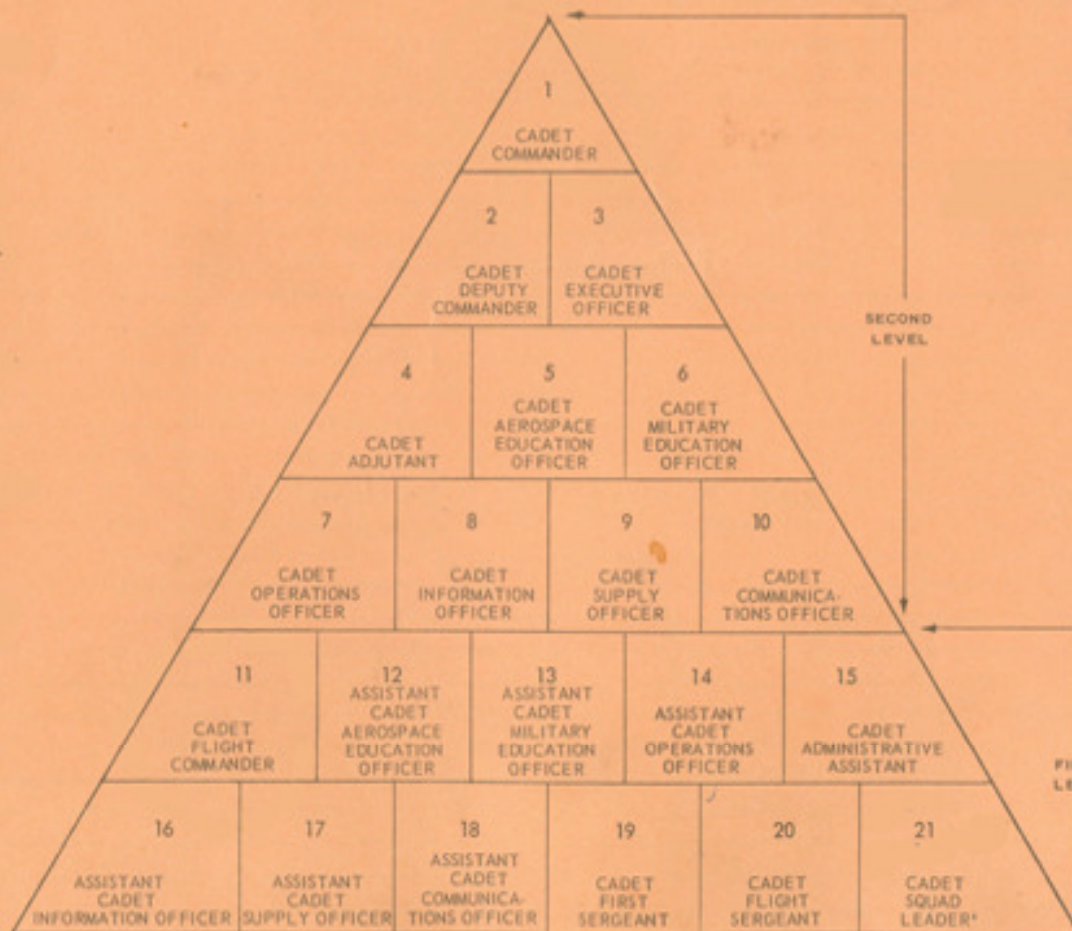 1
CADET
COMMANDER
2
CADET
DEPUTY
COMMANDER
3
CADET
EXECUTIVE
OFFICER
SECOND
LEVEL
4
CADET
ADJUTANT
5
CADET
AEROSPACE
EDUCATION
OFFICER
6
CADET
MILITARY
EDUCATION
OFFICER
7
CADET
OPERATIONS
OFFICER
8
CADET
INFORMATION
OFFICER
9
CADET
SUPPLY
OFFICER
10
CADET
COMMUNICA-
TIONS OFFICER
11
CADET
FLIGHT
COMMANDER
12
ASSISTANT
CADET
AEROSPACE
EDUCATION
OFFICER
13
ASSISTANT
CADET
MILITARY
EDUCATION
OFFICER
14
ASSISTANT
CADET
OPERATIONS
OFFICER
15
CADET
ADMINISTRATIVE
ASSISTANT
FI
LE
16
ASSISTANT
CADET
INFORMATION OFFICER
17
ASSISTANT
CADET
SUPPLY OFFICER
18
ASSISTANT
CADET
COMMUNICA-
TIONS OFFICER
19
CADET
FIRST
SERGEANT
20
CADET
FLIGHT
SERGEANT
21
CADET
SQUAD
LEADER*